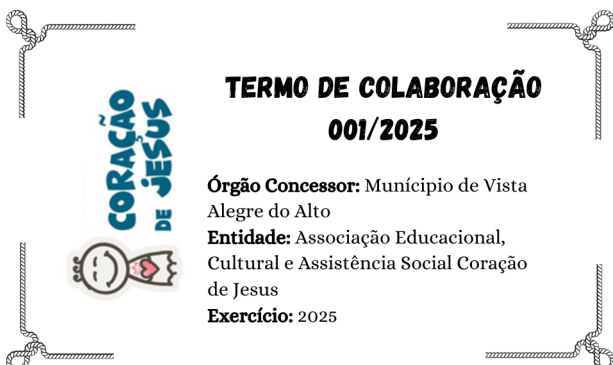 CORAÇÃO
DE JESUS
TERMO DE COLABORAÇÃO
001/2025
Órgão Concessor: Munícipio de Vista
Alegre do Alto
Entidade: Associação Educacional,
Cultural e Assistência Social Coração
de Jesus
Exercício: 2025